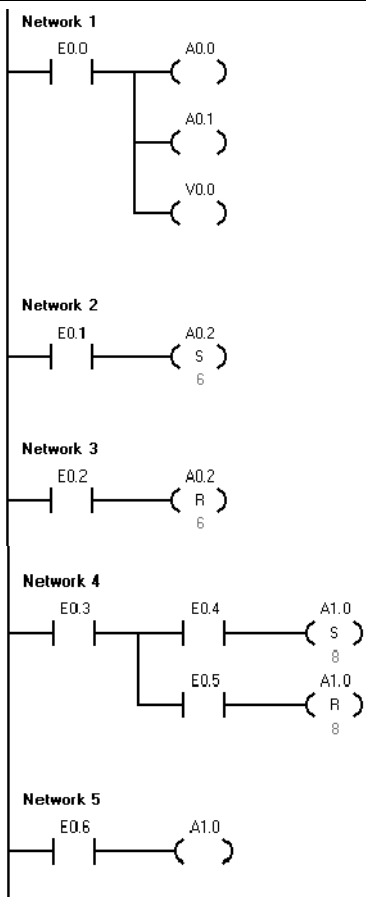 Network 1
E0.0 A0.0
A0.1
V0.0
Network 2
E0.1 A0.2
S
6
Network 3
E0.2 A0.2
R
6
Network 4
E0.3 E0.4 A1.0
S
8
E0.5 A1.0
R
8
Network 5
E0.6 A1.0